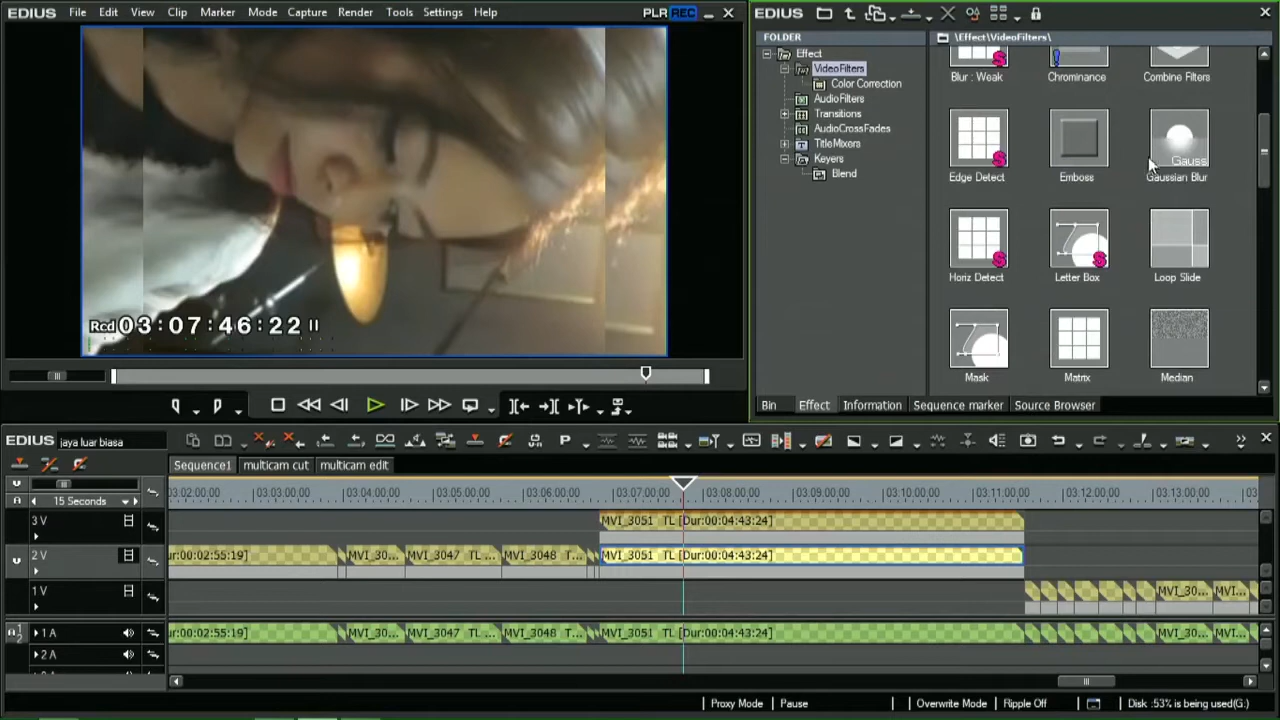 EDIUS File Edit View Clip Marker Mode Capture Render Tools Settings Help PLR REC
EDIUS
FOLDER
\Effect\VideoFilters\
Effect
VideoFilters
Color Correction
AudioFilters
Transitions
AudioCrossFades
TitleMixers
Keyers
Blend
Blur : Weak Chrominance Combine Filters
Gauss
Edge Detect Emboss Gaussian Blur
Horiz Detect Letter Box Loop Slide
Mask Matrix Median
Rcd 03:07:46:22
Bin Effect Information Sequence marker Source Browser
EDIUS jaya luar biasa
Sequence1 multicam cut multicam edit
15 Seconds
03:02:00:00 03:03:00:00 03:04:00:00 03:05:00:00 03:06:00:00 03:07:00:00 03:08:00:00 03:09:00:00 03:10:00:00 03:11:00:00 03:12:00:00 03:13:00:00
3 V MVI_3051 TL [Dur:00:04:43:24]
2 V ur:00:02:55:19] MVI_30... MVI_3047 TL ... MVI_3048 T... MVI_3051 TL [Dur:00:04:43:24]
1 V MVI_30... MVI...
1 A ur:00:02:55:19] MVI_30... MVI_3047 TL ... MVI_3048 T... MVI_3051 TL [Dur:00:04:43:24] MVI_30... MVI...
2 A
Proxy Mode Pause Overwrite Mode Ripple Off Disk :53% is being used(G:)